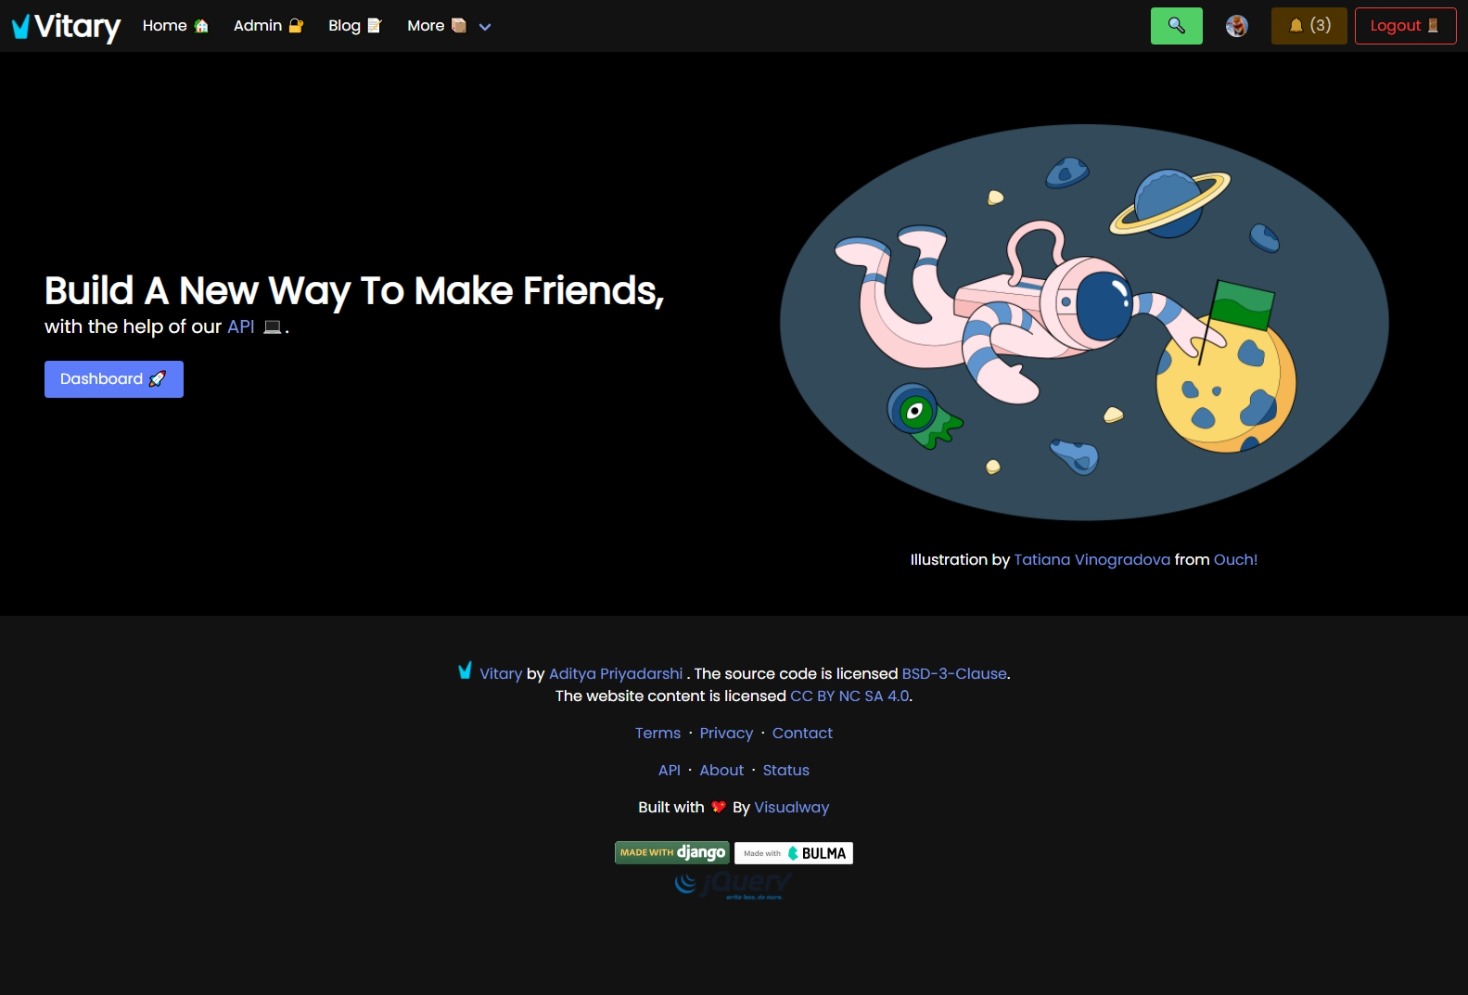 Vitary Home Admin Blog More (3) Logout
Build A New Way To Make Friends,
with the help of our API .
Dashboard
Illustration by Tatiana Vinogradova from Ouch!
Vitary by Aditya Priyadarshi . The source code is licensed BSD-3-Clause.
The website content is licensed CC BY NC SA 4.0.
Terms · Privacy · Contact
API · About · Status
Built with By Visualway
MADE WITH django Made with BULMA
jQuery
write less, do more.